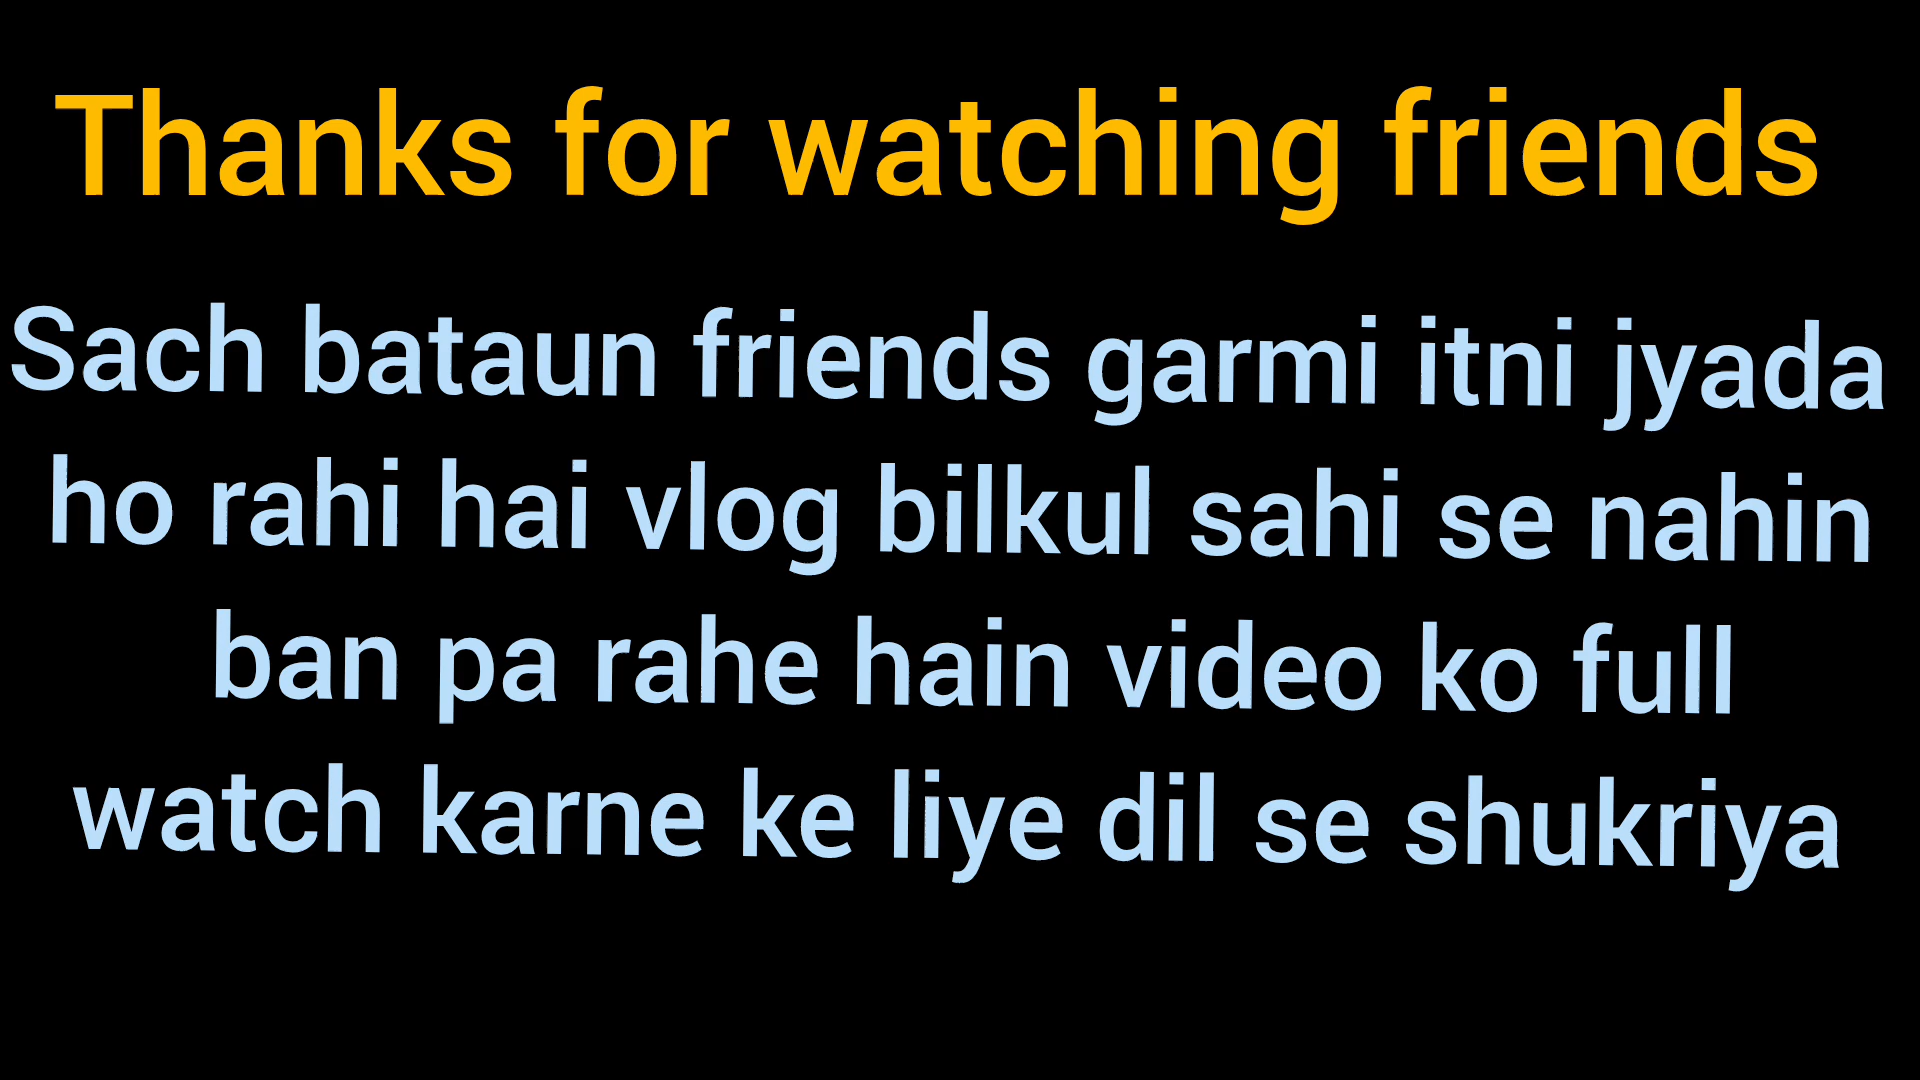 Thanks for watching friends
Sach bataun friends garmi itni jyada
ho rahi hai vlog bilkul sahi se nahin
ban pa rahe hain video ko full
watch karne ke liye dil se shukriya